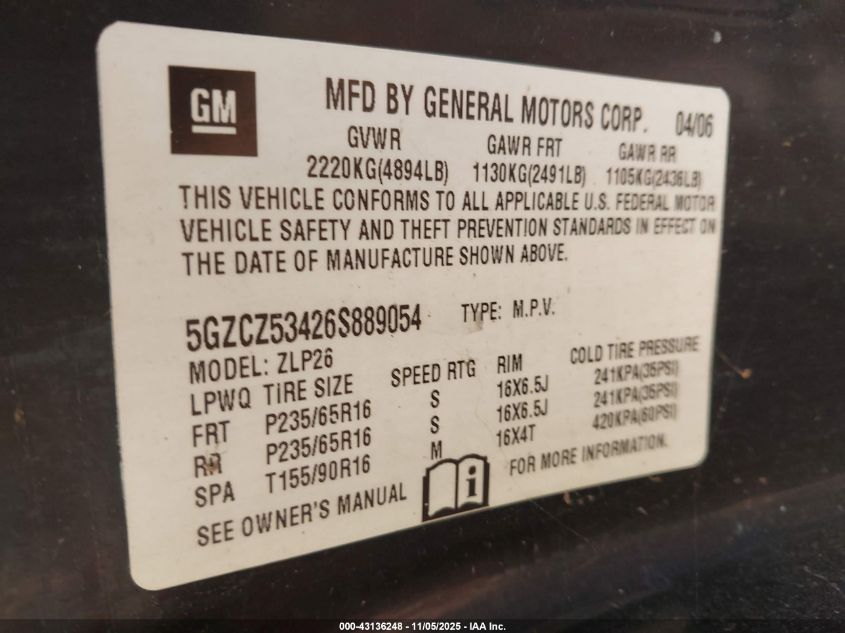 GM
MFD BY GENERAL MOTORS CORP. 04/06
GVWR GAWR FRT GAWR RR
2220KG(4894LB) 1130KG(2491LB) 1105KG(2436LB)
THIS VEHICLE CONFORMS TO ALL APPLICABLE U.S. FEDERAL MOTOR
VEHICLE SAFETY AND THEFT PREVENTION STANDARDS IN EFFECT ON
THE DATE OF MANUFACTURE SHOWN ABOVE.
5GZCZ53426S889054 TYPE: M.P.V.
MODEL: ZLP26
LPWQ TIRE SIZE SPEED RTG RIM COLD TIRE PRESSURE
FRT P235/65R16 S 16X6.5J 241KPA(35PSI)
RR P235/65R16 S 16X6.5J 241KPA(35PSI)
SPA T155/90R16 M 16X4T 420KPA(60PSI)
SEE OWNER'S MANUAL i FOR MORE INFORMATION.
000-43136248 - 11/05/2025 - IAA Inc.